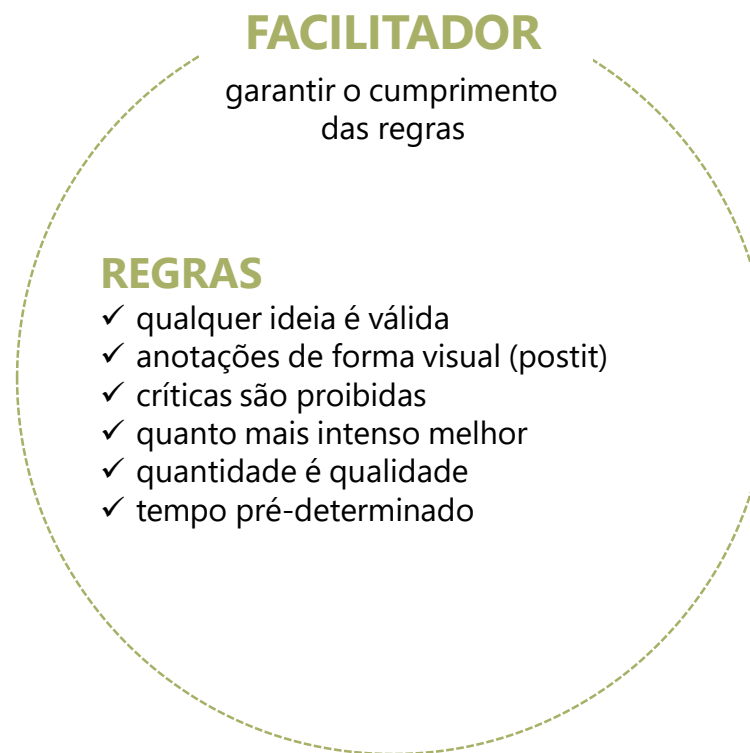 FACILITADOR
garantir o cumprimento
das regras
REGRAS
✓ qualquer ideia é válida
✓ anotações de forma visual (postit)
✓ críticas são proibidas
✓ quanto mais intenso melhor
✓ quantidade é qualidade
✓ tempo pré-determinado